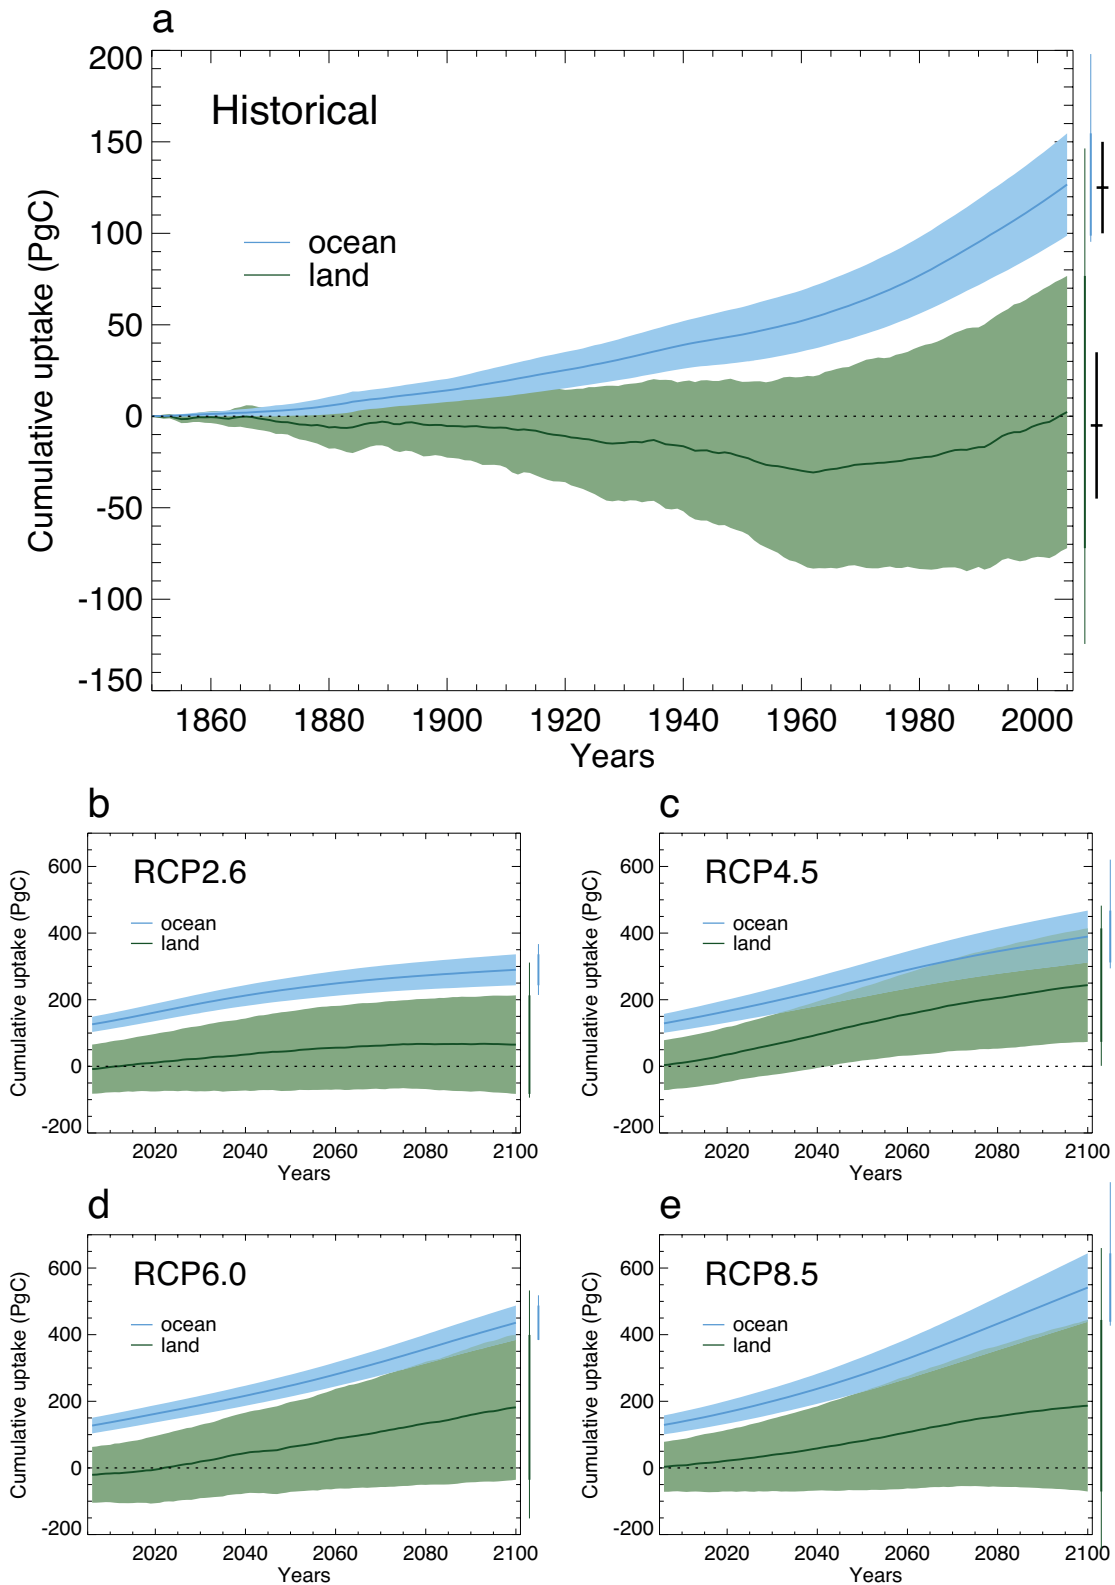 a
200
150
100
50
0
-50
-100
-150
Cumulative uptake (PgC)
Historical
ocean
land
1860 1880 1900 1920 1940 1960 1980 2000
Years
b
600
400
200
0
-200
Cumulative uptake (PgC)
RCP2.6
ocean
land
2020 2040 2060 2080 2100
Years
c
600
400
200
0
-200
Cumulative uptake (PgC)
RCP4.5
ocean
land
2020 2040 2060 2080 2100
Years
d
600
400
200
0
-200
Cumulative uptake (PgC)
RCP6.0
ocean
land
2020 2040 2060 2080 2100
Years
e
600
400
200
0
-200
Cumulative uptake (PgC)
RCP8.5
ocean
land
2020 2040 2060 2080 2100
Years